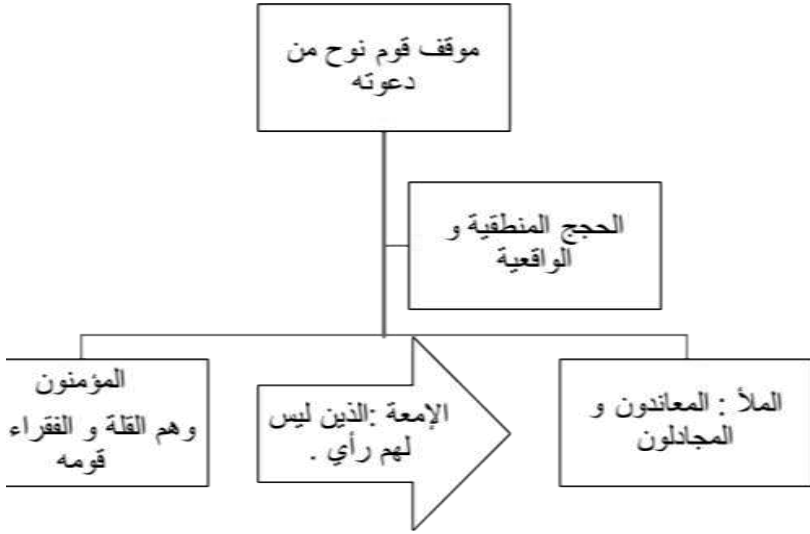 موقف قوم نوح من
دعوته
الحجج المنطقية و
الواقعية
الملأ : المعاندون و
المجادلون
الإمعة :الذين ليس
لهم رأي .
المؤمنون
وهم القلة و الفقراء
قومه